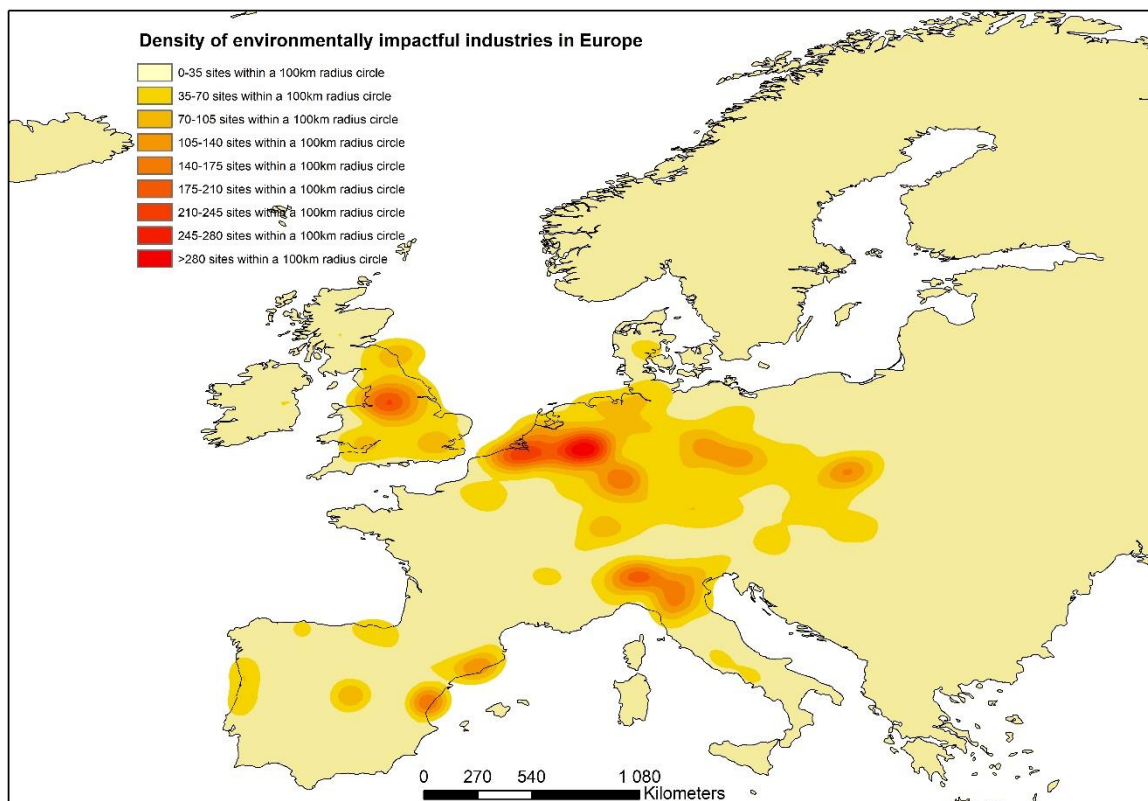 Density of environmentally impactful industries in Europe
0-35 sites within a 100km radius circle
35-70 sites within a 100km radius circle
70-105 sites within a 100km radius circle
105-140 sites within a 100km radius circle
140-175 sites within a 100km radius circle
175-210 sites within a 100km radius circle
210-245 sites within a 100km radius circle
245-280 sites within a 100km radius circle
>280 sites within a 100km radius circle
0 270 540 1 080
Kilometers